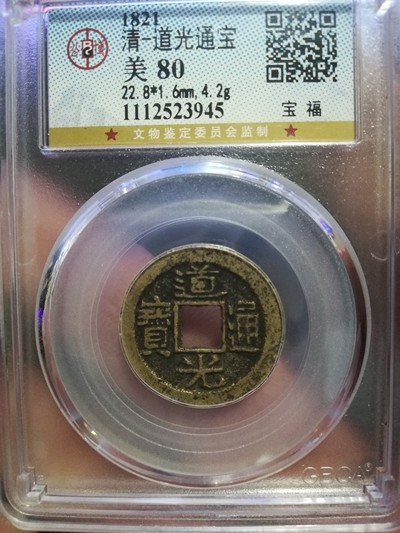 1821
清-道光通宝
美 80
22.8*1.6mm,4.2g
1112523945
宝 福
★ 文物鉴定委员会监制 ★
道
寶 通
光
GBCA®